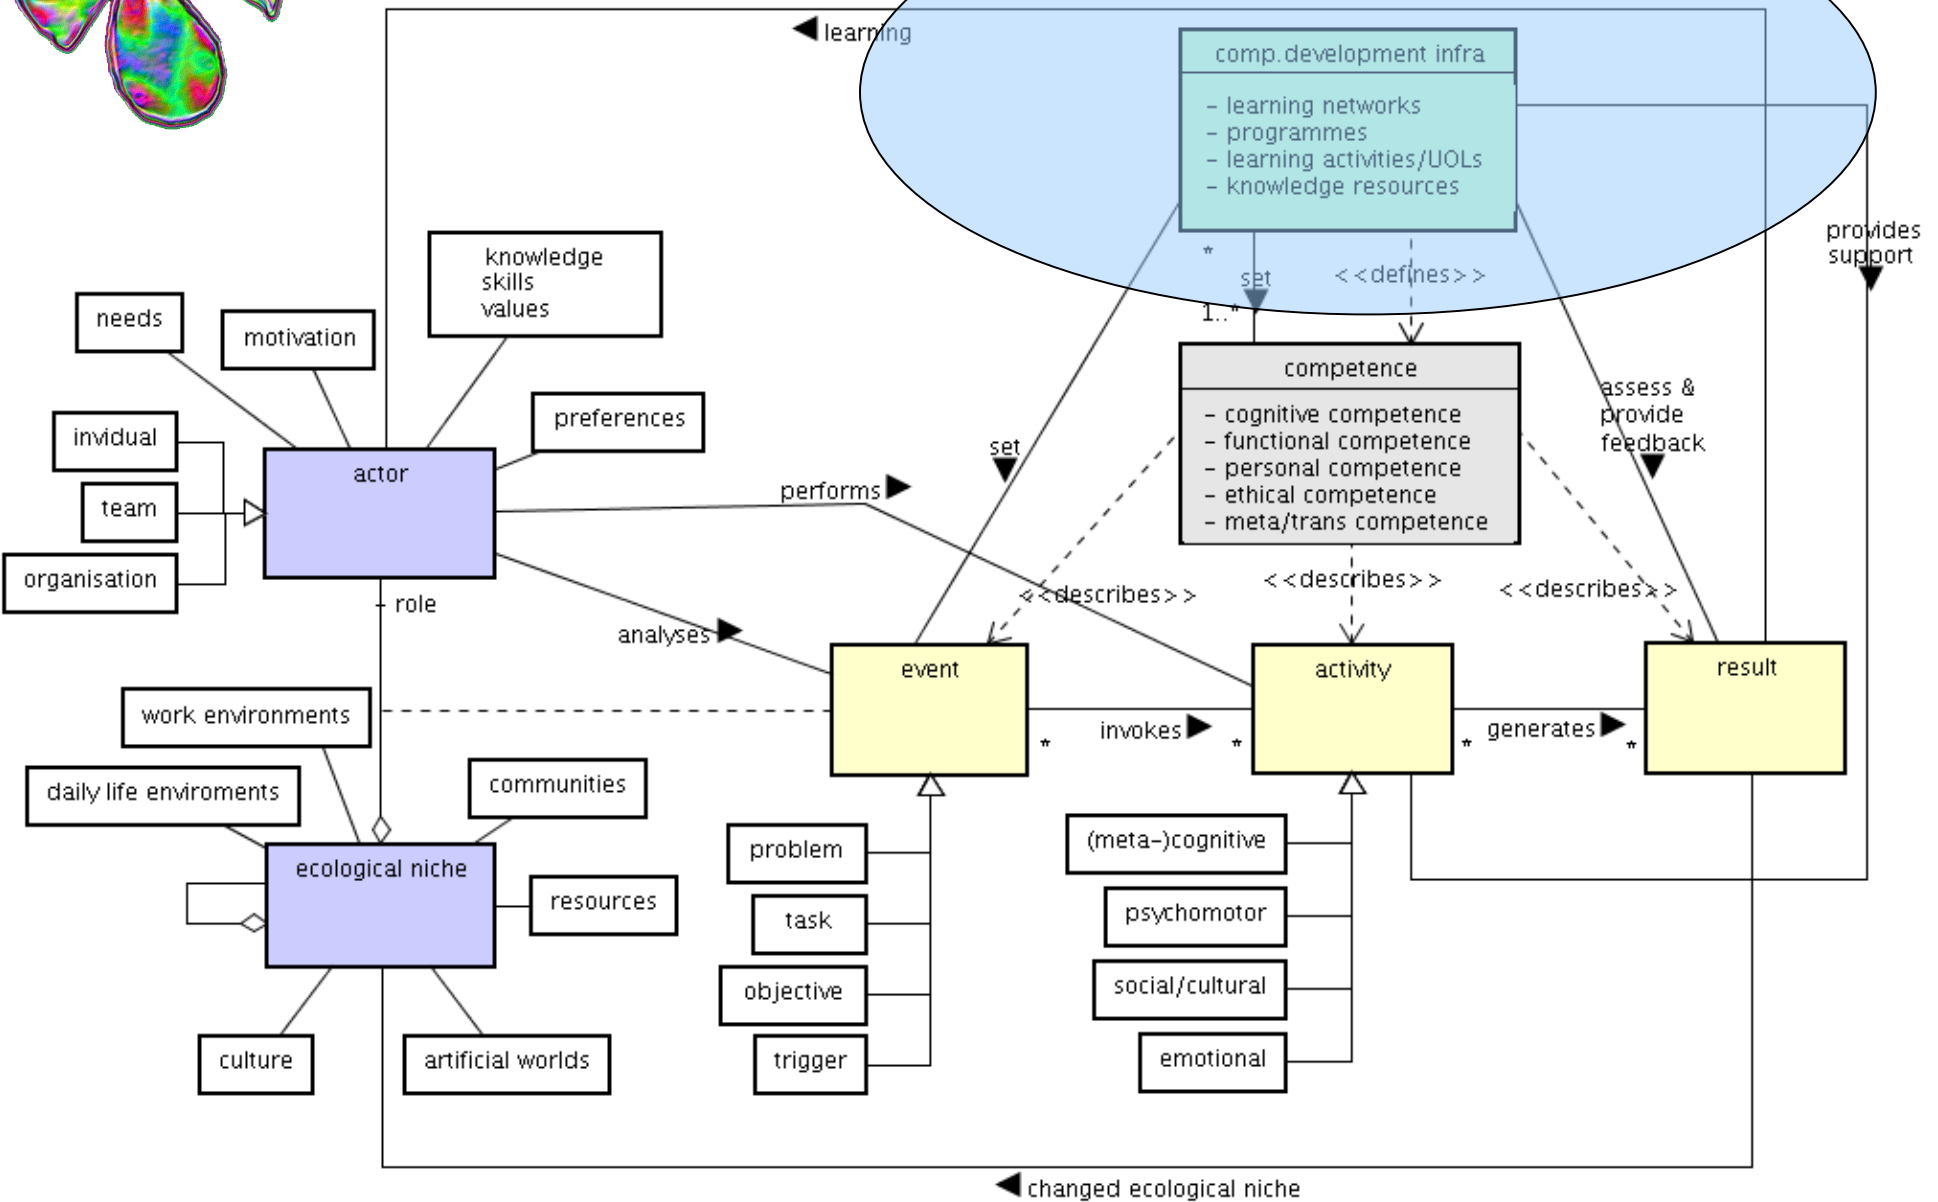 learning
comp.development infra
- learning networks
- programmes
- learning activities/UOLs
- knowledge resources
provides
support
*
set
1..*
<<defines>>
knowledge
skills
values
needs
motivation
preferences
invidual
team
organisation
actor
role
performs
analyses
set
competence
- cognitive competence
- functional competence
- personal competence
- ethical competence
- meta/trans competence
assess &
provide
feedback
<<describes>>
<<describes>>
<<describes>>
event
activity
result
invokes
*
*
generates
*
*
work environments
daily life enviroments
communities
ecological niche
resources
culture
artificial worlds
problem
task
objective
trigger
(meta-)cognitive
psychomotor
social/cultural
emotional
changed ecological niche